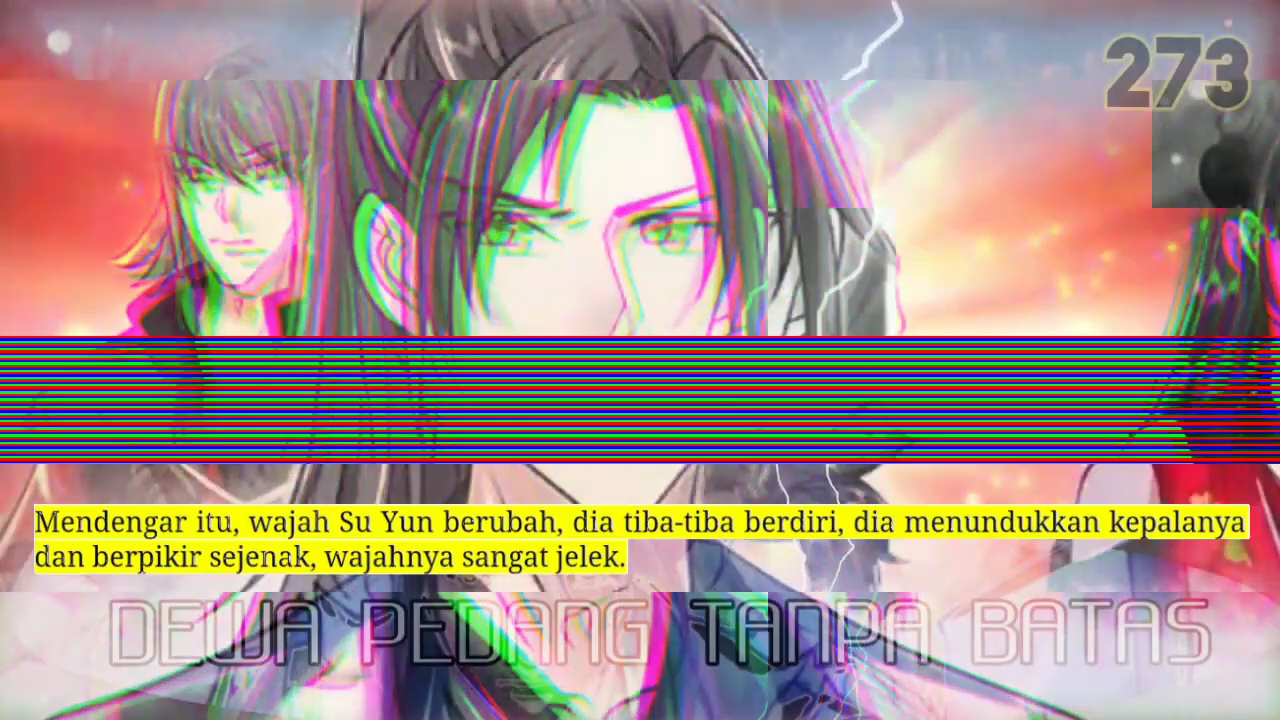 273
Mendengar itu, wajah Su Yun berubah, dia tiba-tiba berdiri, dia menundukkan kepalanya
dan berpikir sejenak, wajahnya sangat jelek.
DEWA PEDANG TANPA BATAS